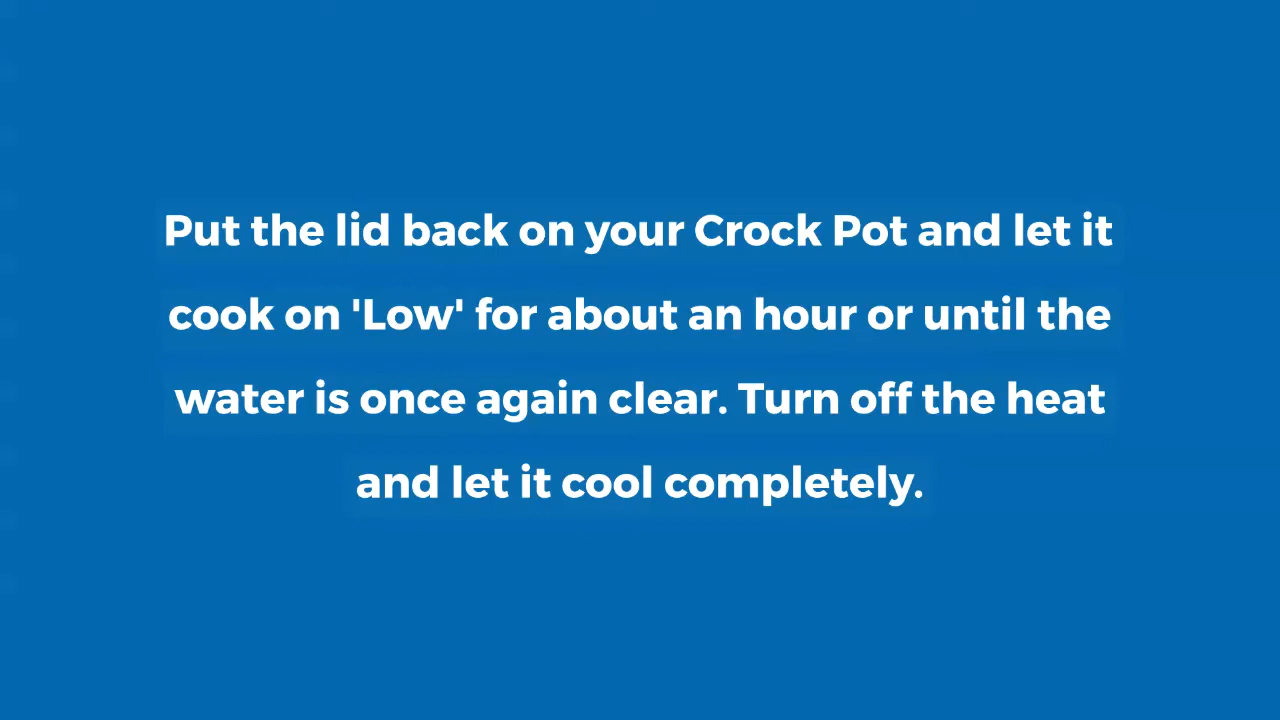 Put the lid back on your Crock Pot and let it
cook on 'Low' for about an hour or until the
water is once again clear. Turn off the heat
and let it cool completely.